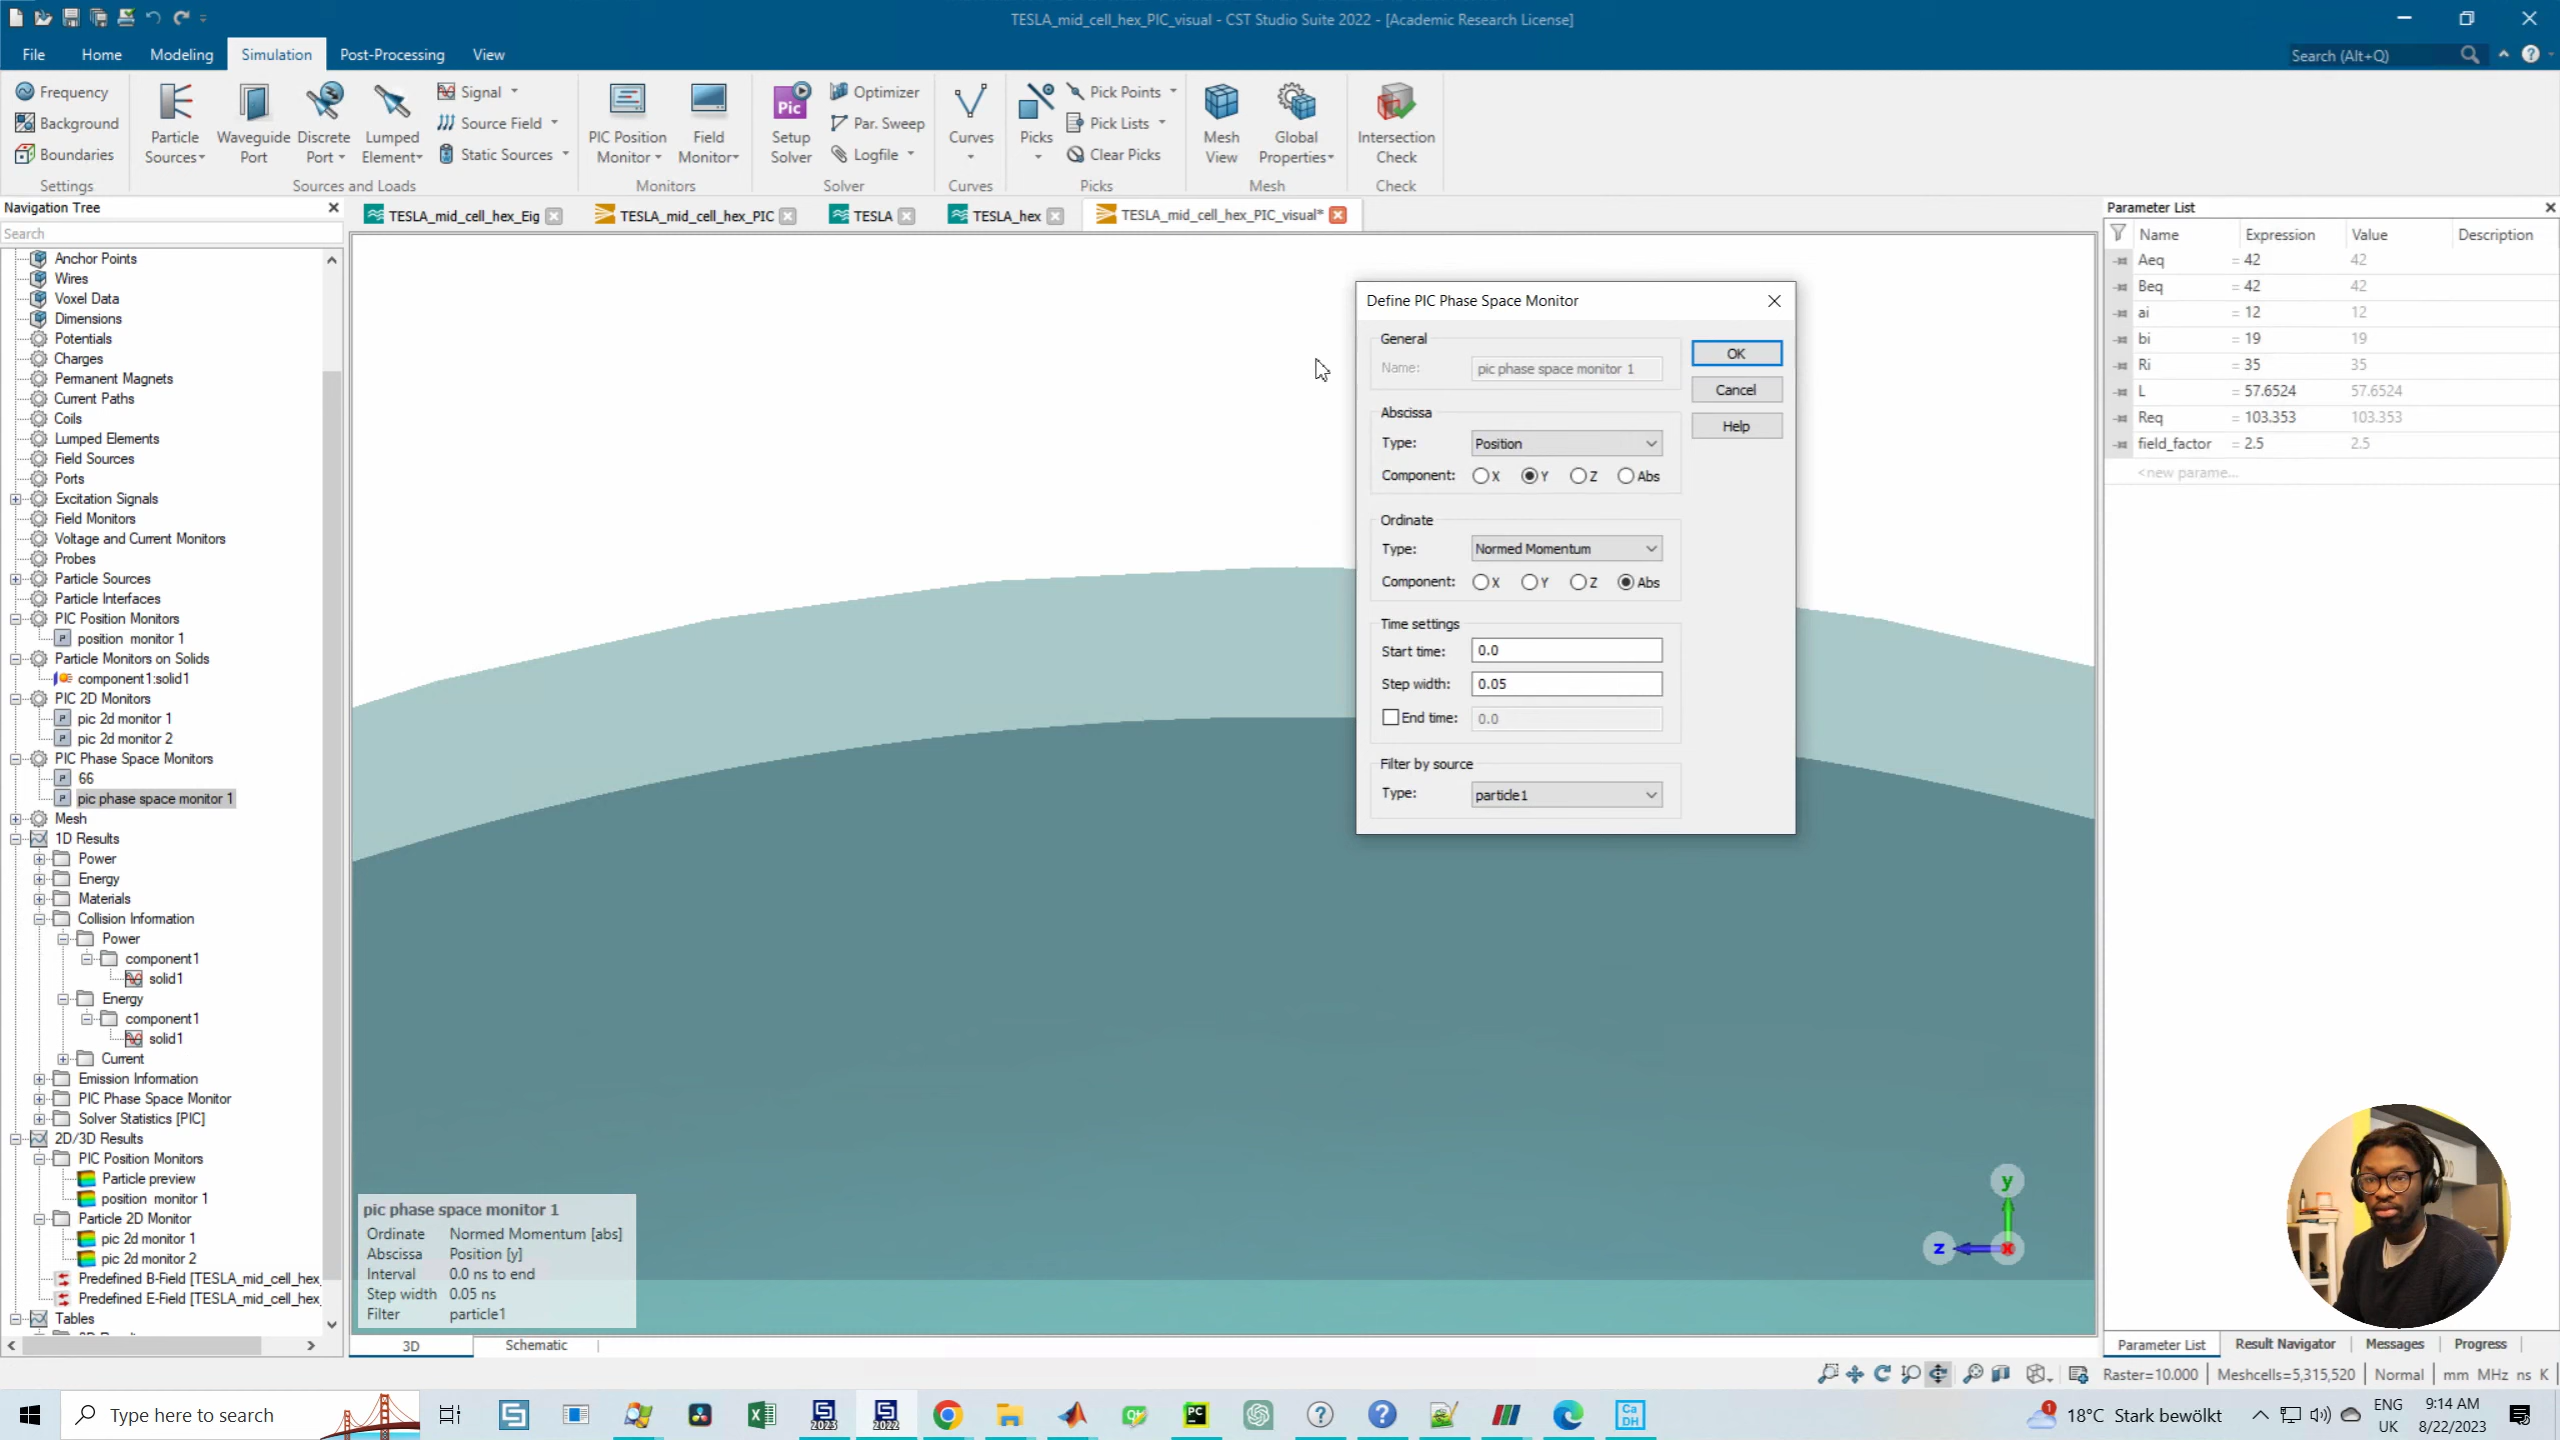 TESLA_mid_cell_hex_PIC_visual - CST Studio Suite 2022 - [Academic Research License]
File Home Modeling Simulation Post-Processing View
Search (Alt+Q)
Frequency
Background
Boundaries
Settings
Particle Sources
Waveguide Port
Discrete Port
Lumped Element
Signal
Source Field
Static Sources
Sources and Loads
PIC Position Monitor
Field Monitor
Monitors
Pic
Setup Solver
Optimizer
Par. Sweep
Logfile
Solver
Curves
Curves
Picks
Pick Points
Pick Lists
Clear Picks
Picks
Mesh View
Global Properties
Mesh
Intersection Check
Check
Navigation Tree
Search
TESLA_mid_cell_hex_Eig TESLA_mid_cell_hex_PIC TESLA TESLA_hex TESLA_mid_cell_hex_PIC_visual*
Anchor Points
Wires
Voxel Data
Dimensions
Potentials
Charges
Permanent Magnets
Current Paths
Coils
Lumped Elements
Field Sources
Ports
Excitation Signals
Field Monitors
Voltage and Current Monitors
Probes
Particle Sources
Particle Interfaces
PIC Position Monitors
position monitor 1
Particle Monitors on Solids
component1:solid1
PIC 2D Monitors
pic 2d monitor 1
pic 2d monitor 2
PIC Phase Space Monitors
66
pic phase space monitor 1
Mesh
1D Results
Power
Energy
Materials
Collision Information
Power
component1
solid1
Energy
component1
solid1
Current
Emission Information
PIC Phase Space Monitor
Solver Statistics [PIC]
2D/3D Results
PIC Position Monitors
Particle preview
position monitor 1
Particle 2D Monitor
pic 2d monitor 1
pic 2d monitor 2
Predefined B-Field [TESLA_mid_cell_hex_
Predefined E-Field [TESLA_mid_cell_hex_
Tables
Define PIC Phase Space Monitor
General
Name: pic phase space monitor 1
OK
Cancel
Help
Abscissa
Type: Position
Component: X Y Z Abs
Ordinate
Type: Normed Momentum
Component: X Y Z Abs
Time settings
Start time: 0.0
Step width: 0.05
End time: 0.0
Filter by source
Type: particle1
pic phase space monitor 1
Ordinate Normed Momentum [abs]
Abscissa Position [y]
Interval 0.0 ns to end
Step width 0.05 ns
Filter particle1
y
z x
3D Schematic
Parameter List
Name Expression Value Description
Aeq = 42 42
Beq = 42 42
ai = 12 12
bi = 19 19
Ri = 35 35
L = 57.6524 57.6524
Req = 103.353 103.353
field_factor = 2.5 2.5
<new parame...
Parameter List Result Navigator Messages Progress
Raster=10.000 Meshcells=5,315,520 Normal mm MHz ns K
Type here to search
S
S 2023
S 2022
PC
Ca DH
1
18°C Stark bewölkt
ENG UK
9:14 AM
8/22/2023